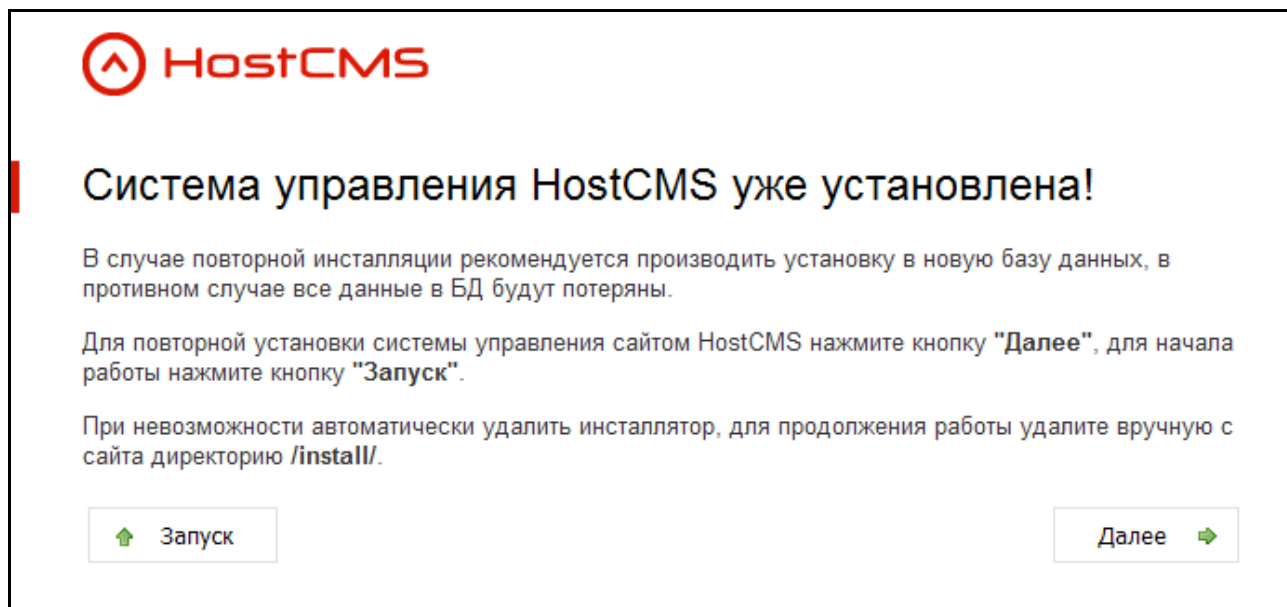 HostCMS
Система управления HostCMS уже установлена!
В случае повторной инсталляции рекомендуется производить установку в новую базу данных, в
противном случае все данные в БД будут потеряны.
Для повторной установки системы управления сайтом HostCMS нажмите кнопку "Далее", для начала
работы нажмите кнопку "Запуск".
При невозможности автоматически удалить инсталлятор, для продолжения работы удалите вручную с
сайта директорию /install/.
Запуск
Далее